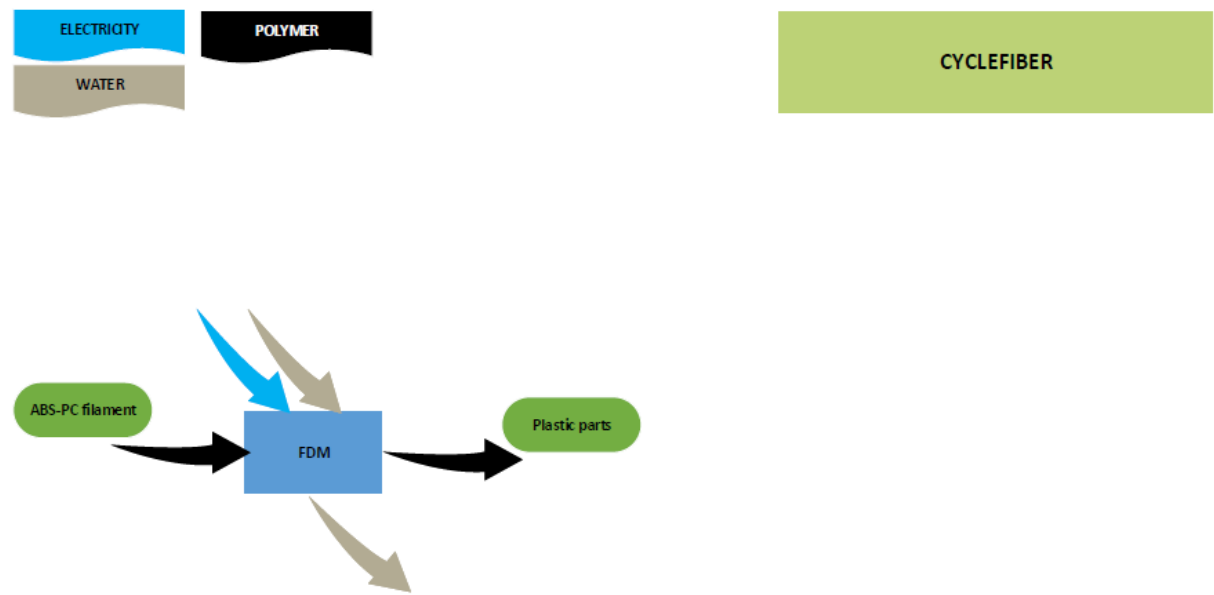 ELECTRICITY
POLYMER
CYCLEFIBER
WATER
ABS-PC filament
Plastic parts
FDM